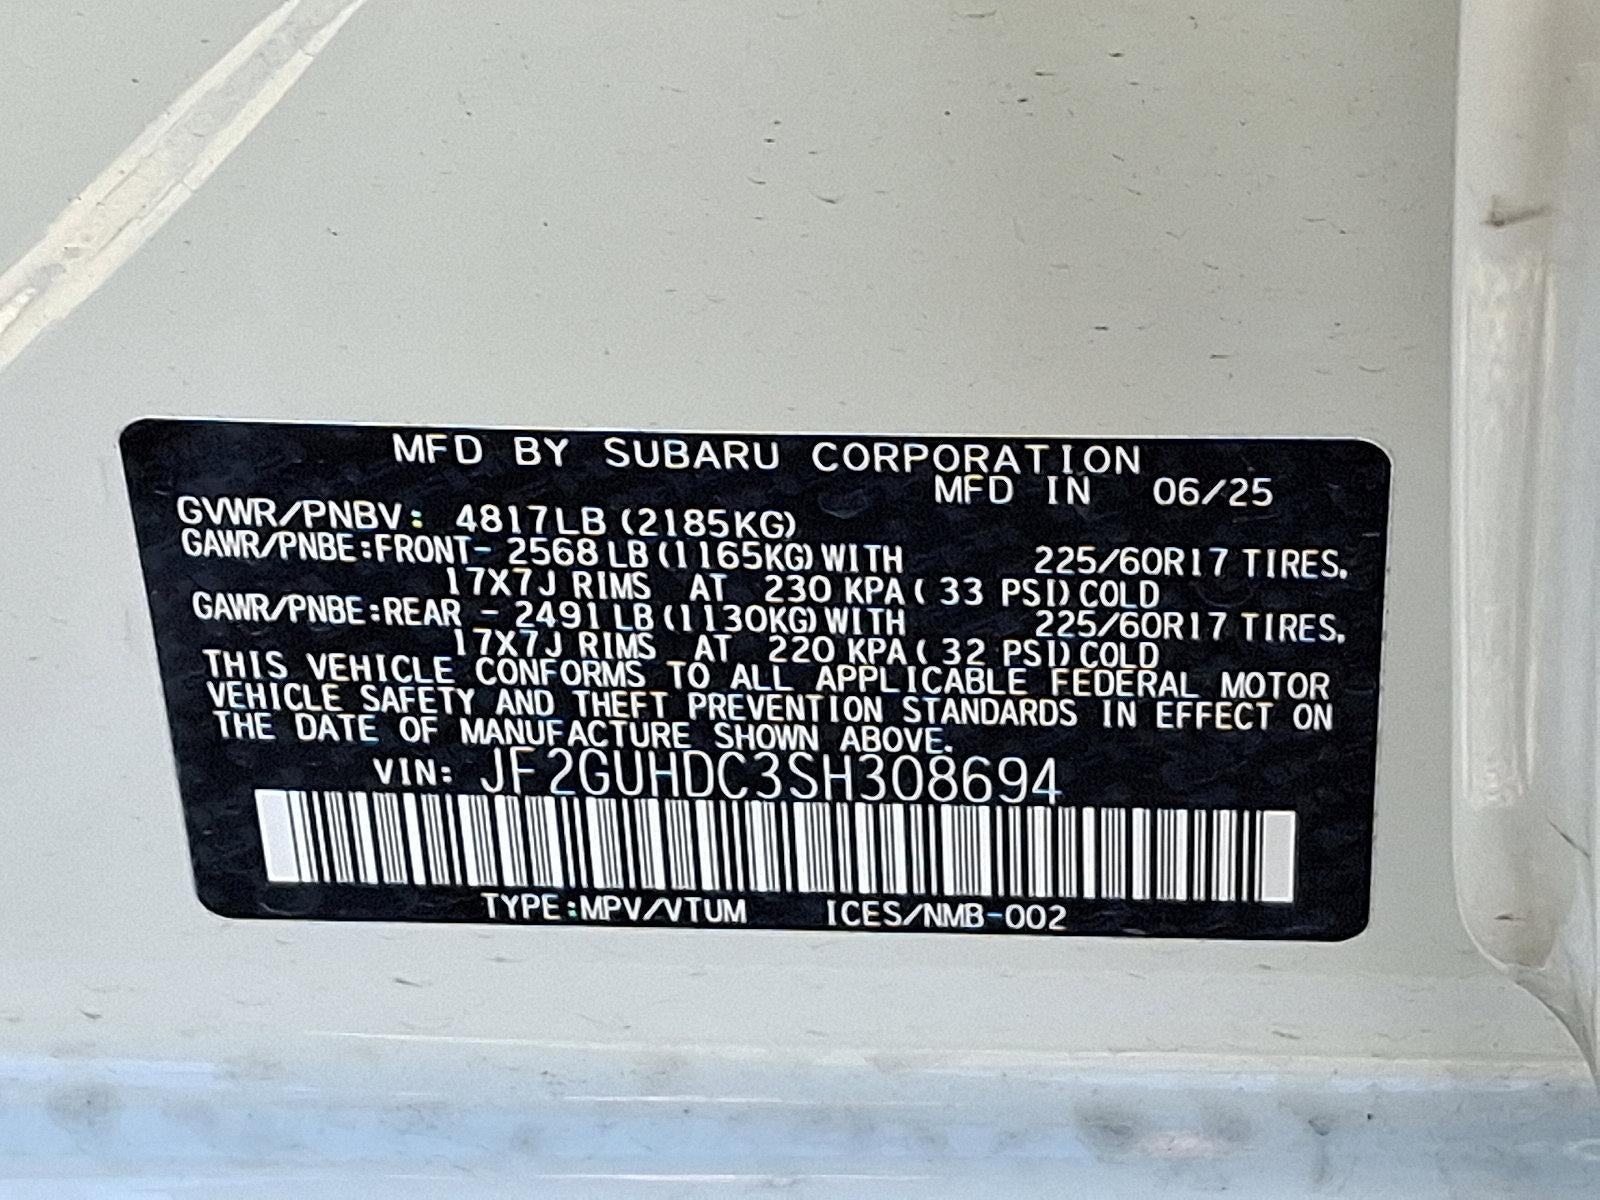 MFD BY SUBARU CORPORATION
MFD IN 06/25
GVWR/PNBV: 4817LB (2185KG)
GAWR/PNBE:FRONT- 2568 LB (1165KG) WITH 225/60R17 TIRES.
17X7J RIMS AT 230 KPA ( 33 PSI) COLD
GAWR/PNBE:REAR - 2491 LB (1130KG) WITH 225/60R17 TIRES.
17X7J RIMS AT 220 KPA ( 32 PSI) COLD
THIS VEHICLE CONFORMS TO ALL APPLICABLE FEDERAL MOTOR
VEHICLE SAFETY AND THEFT PREVENTION STANDARDS IN EFFECT ON
THE DATE OF MANUFACTURE SHOWN ABOVE.
VIN: JF2GUHDC3SH308694
TYPE:MPV/VTUM ICES/NMB-002